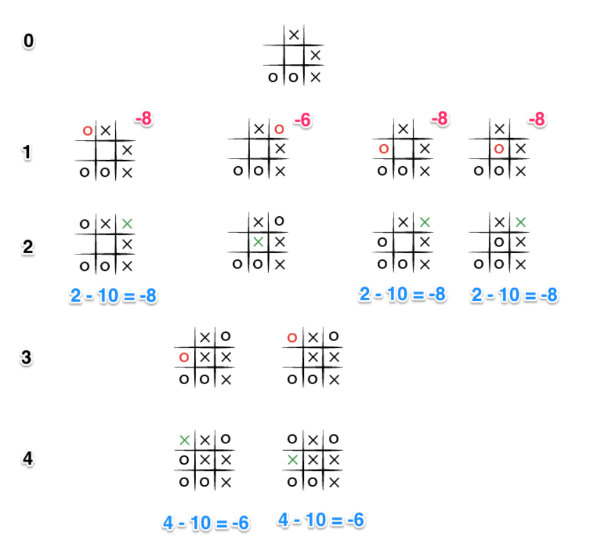 X
0
X
O O X
O X -8 X O -6 X -8 X -8
1 X X O X O X
O O X O O X O O X O O X
O X X X O X X X X
2 X X X O X O X
O O X O O X O O X O O X
2 - 10 = -8 2 - 10 = -8 2 - 10 = -8
X O O X O
3 O X X X X
O O X O O X
X X O O X O
4 O X X X X X
O O X O O X
4 - 10 = -6 4 - 10 = -6